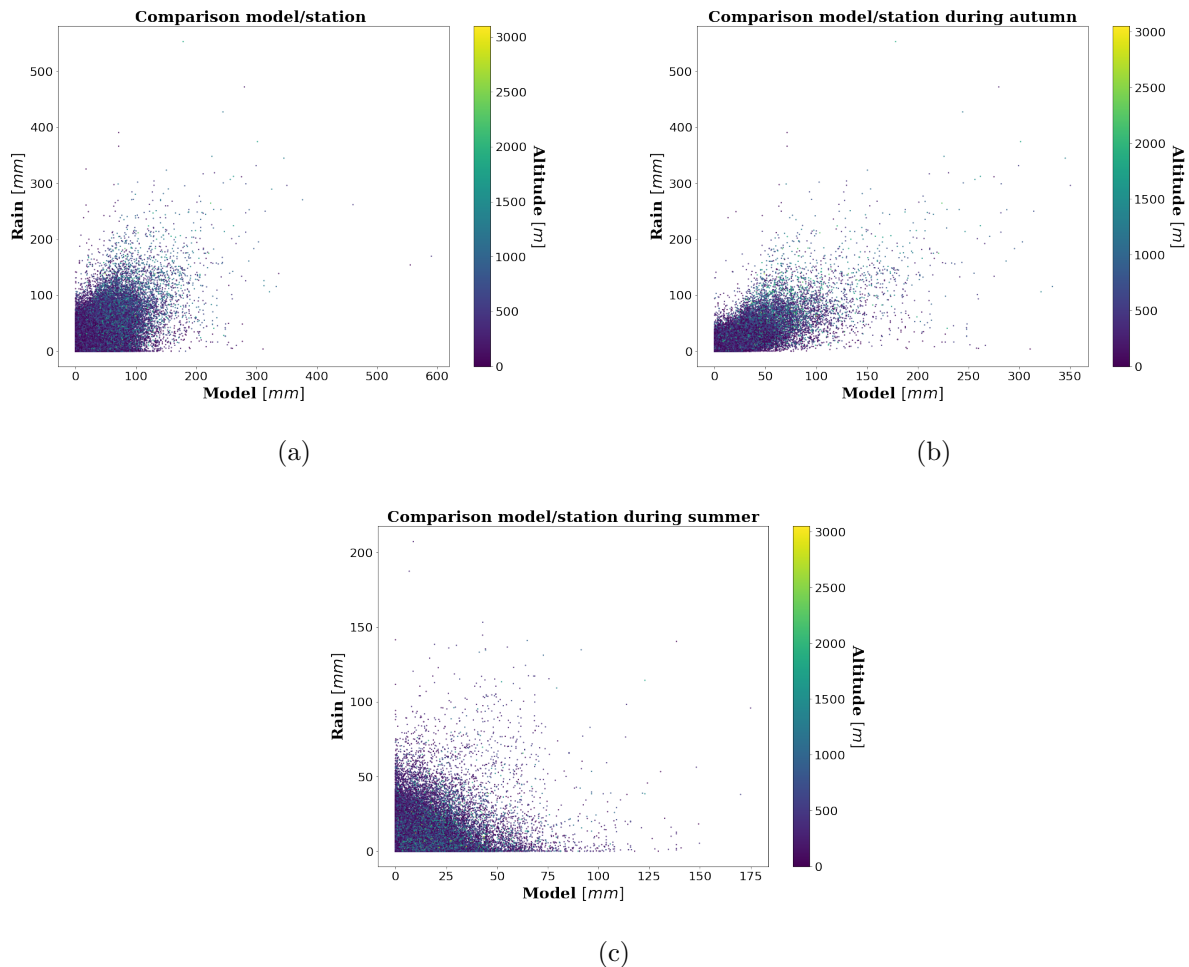 Comparison model/station
Rain [mm]
500
400
300
200
100
0
0 100 200 300 400 500 600
Model [mm]
3000
2500
2000
1500
1000
500
0
Altitude [m]
(a)
Comparison model/station during autumn
Rain [mm]
500
400
300
200
100
0
0 50 100 150 200 250 300 350
Model [mm]
3000
2500
2000
1500
1000
500
0
Altitude [m]
(b)
Comparison model/station during summer
Rain [mm]
200
150
100
50
0
0 25 50 75 100 125 150 175
Model [mm]
3000
2500
2000
1500
1000
500
0
Altitude [m]
(c)